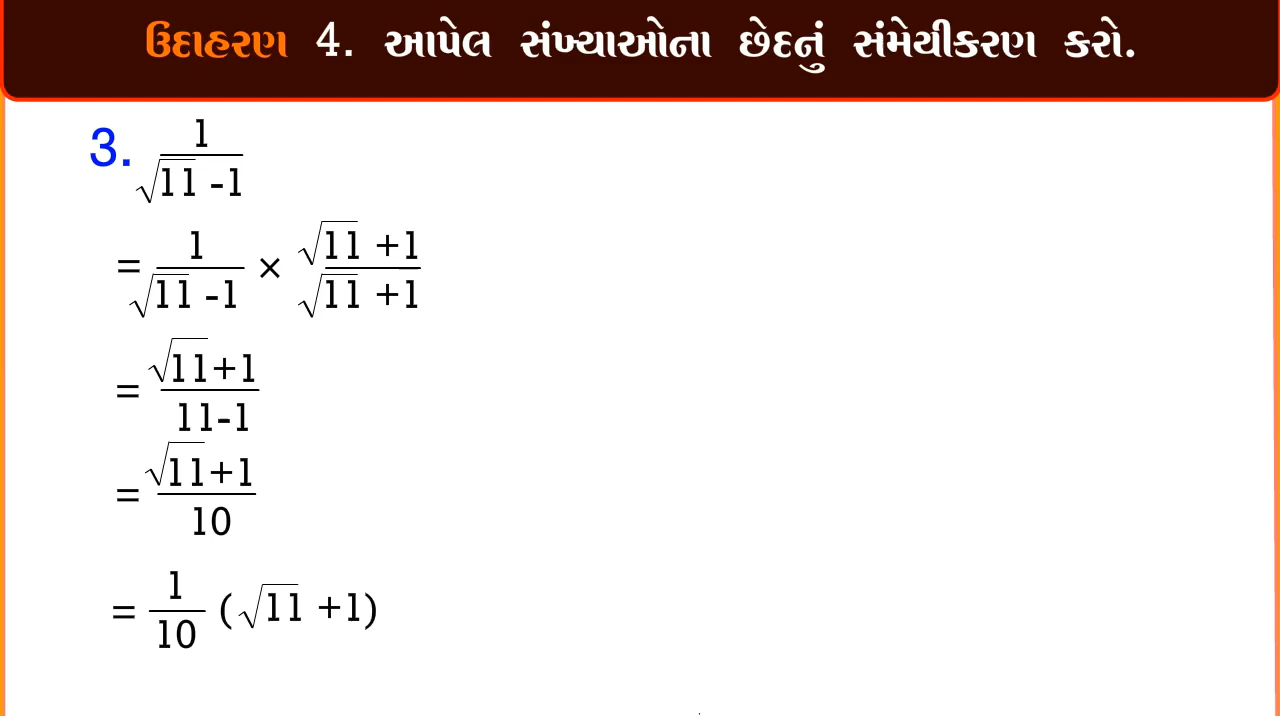 ઉદાહરણ 4. આપેલ સંખ્યાઓના છેદનું સંમેયીકરણ કરો.
3. 1/(√11 -1)
= 1/(√11 -1) × (√11 +1)/(√11 +1)
= (√11+1)/(11-1)
= (√11+1)/10
= 1/10 (√11 +1)